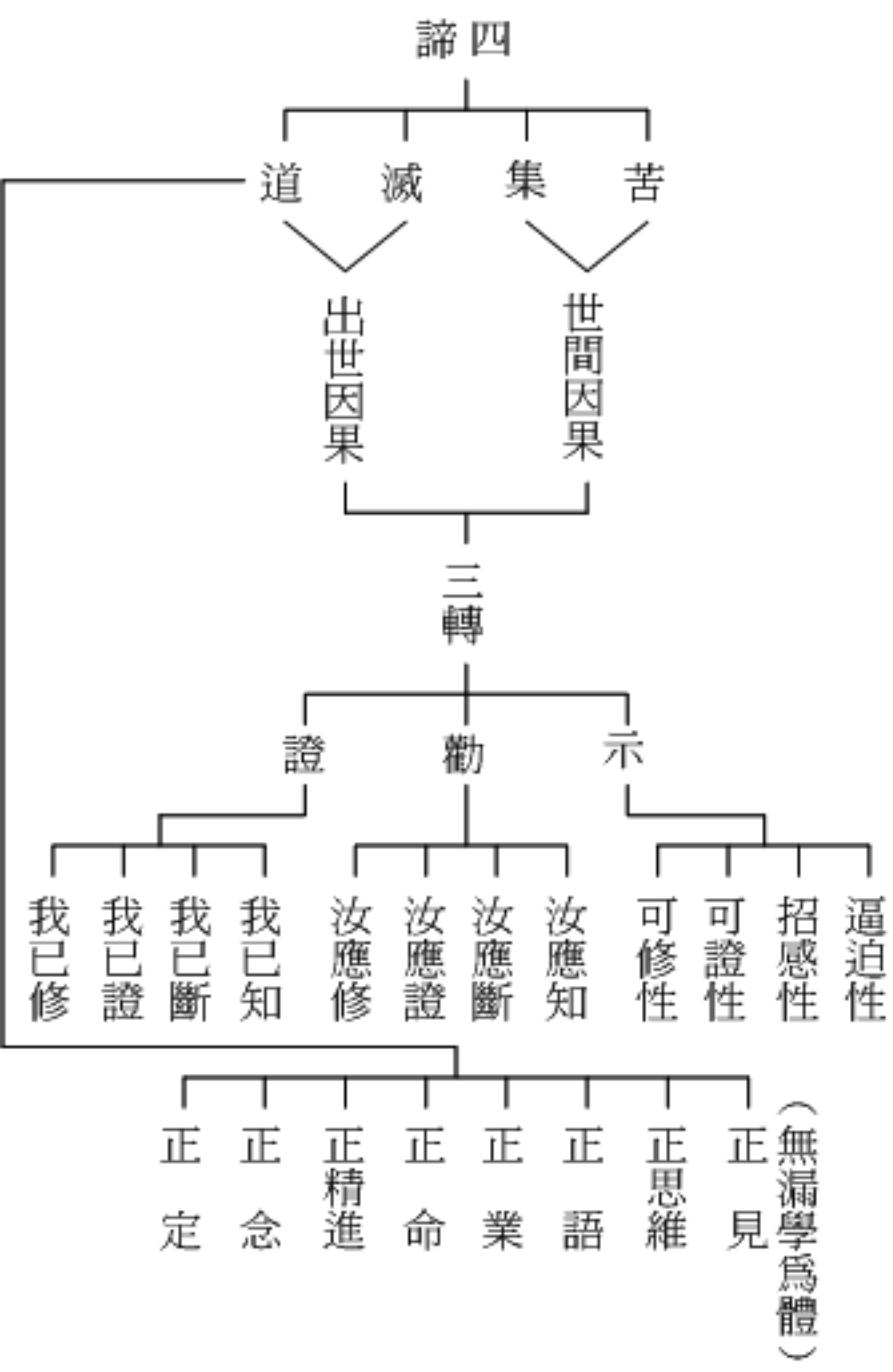 四諦
苦
集
滅
道
世間因果
出世因果
三轉
示
勸
證
逼迫性
招感性
可證性
可修性
汝應知
汝應斷
汝應證
汝應修
我已知
我已斷
我已證
我已修
（無漏學爲體）
正見
正思維
正語
正業
正命
正精進
正念
正定